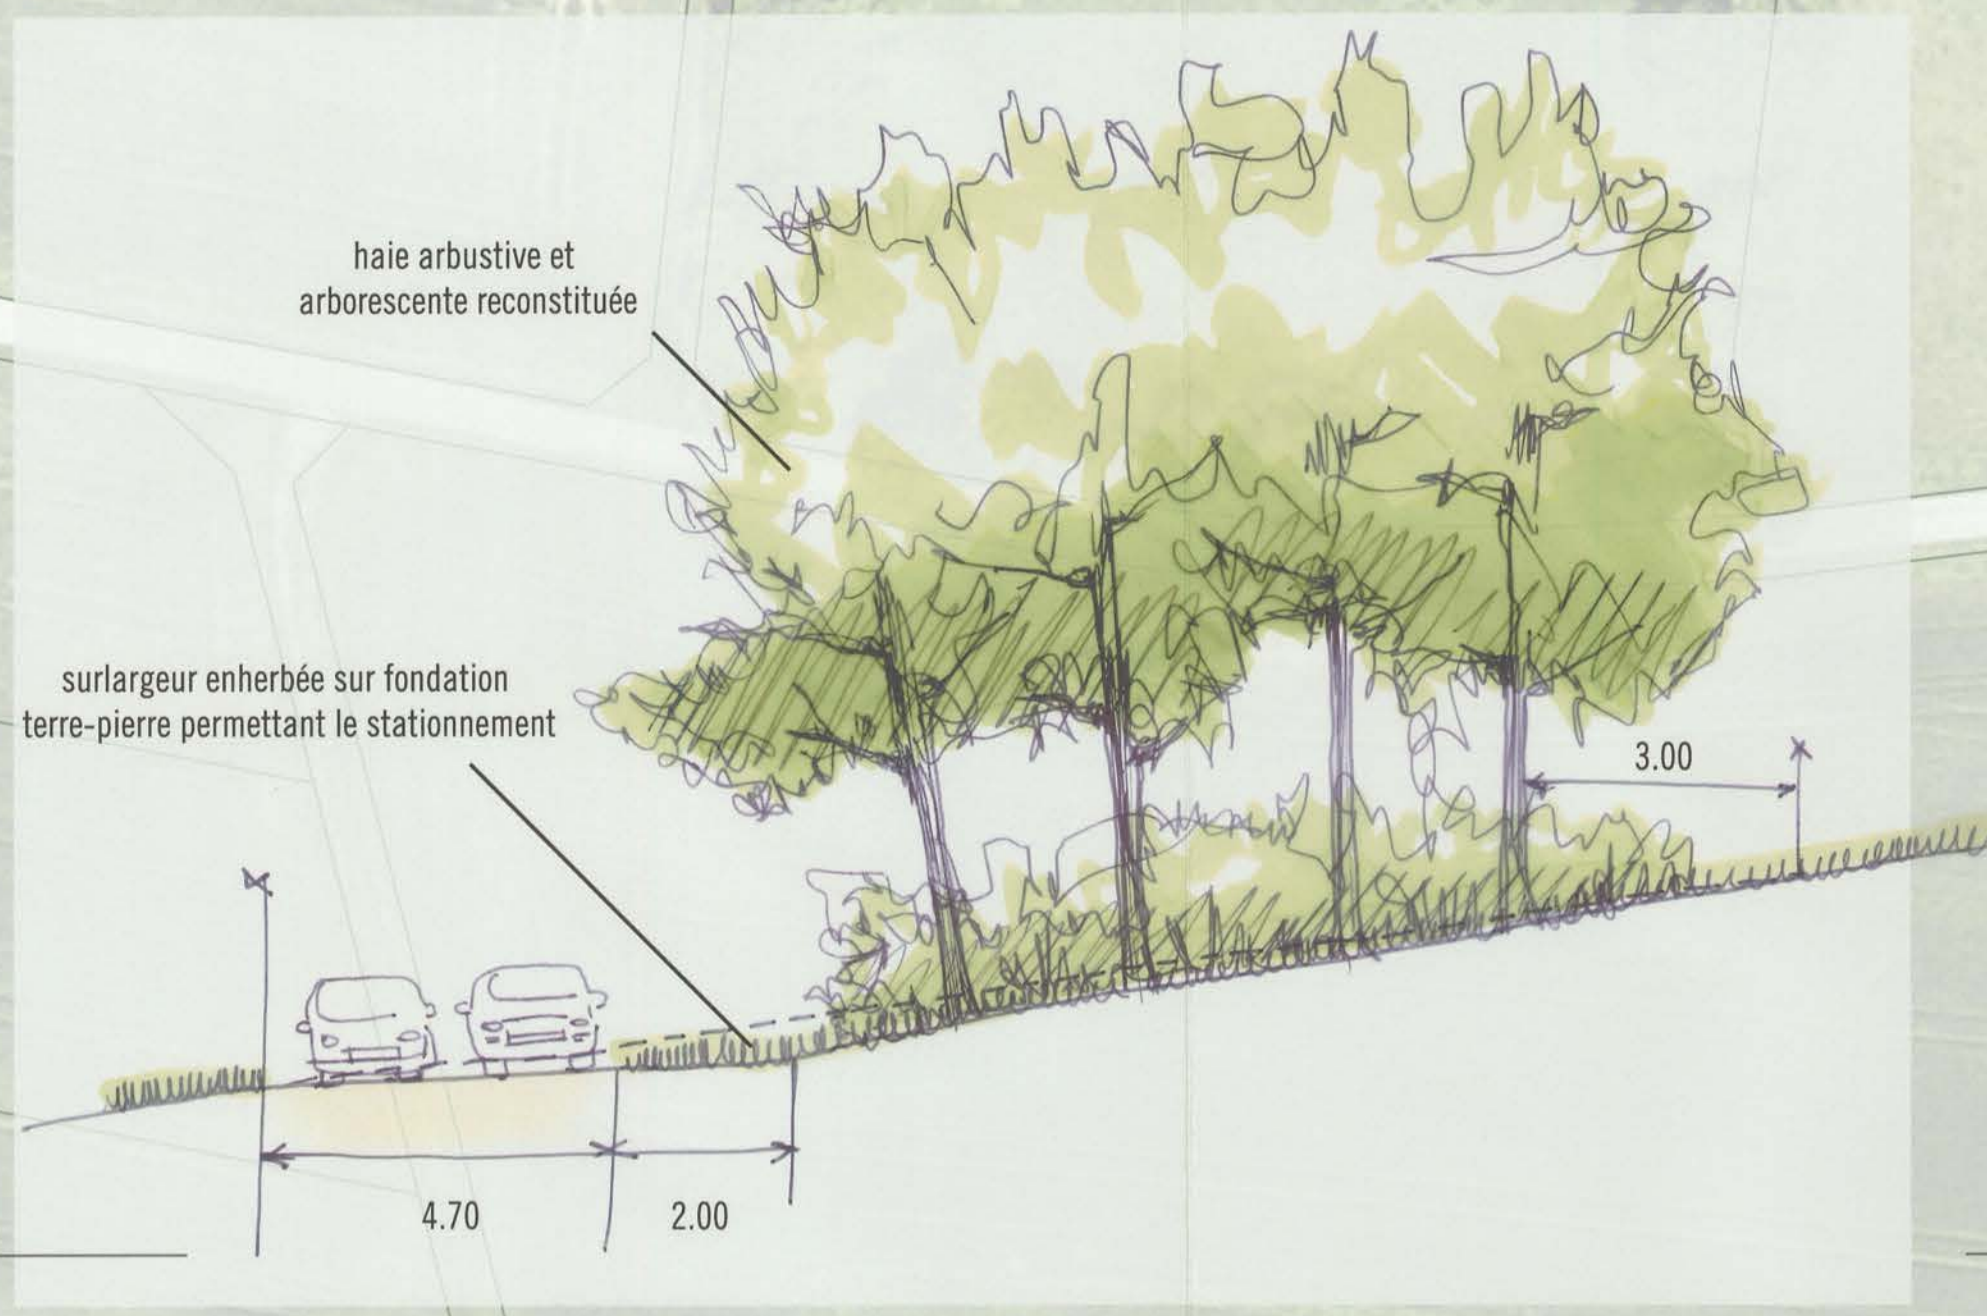 haie arbustive et
arborescente reconstituée
surlargeur enherbée sur fondation
terre-pierre permettant le stationnement
3.00
4.70
2.00